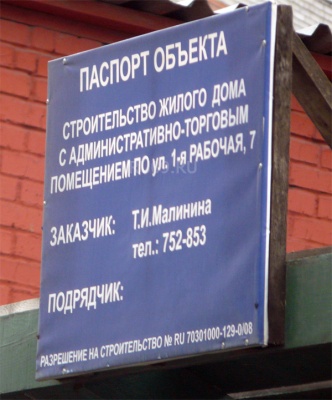 ПАСПОРТ ОБЪЕКТА
СТРОИТЕЛЬСТВО ЖИЛОГО ДОМА
С АДМИНИСТРАТИВНО-ТОРГОВЫМ
ПОМЕЩЕНИЕМ ПО ул. 1-я РАБОЧАЯ, 7
ЗАКАЗЧИК: Т.И.Малинина
тел.: 752-853
ПОДРЯДЧИК:
РАЗРЕШЕНИЕ НА СТРОИТЕЛЬСТВО № RU 70301000-129-0/08